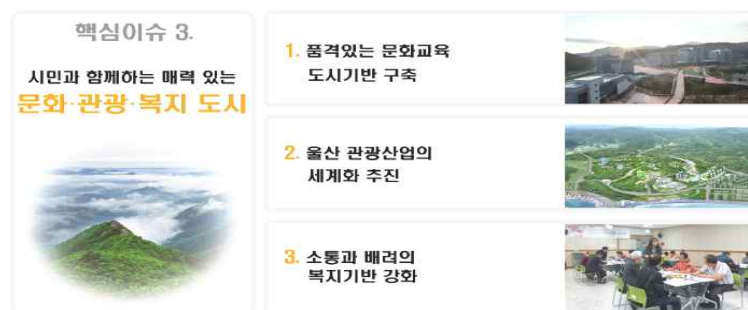 핵심이슈 3.
시민과 함께하는 매력 있는
문화·관광·복지 도시
1. 품격있는 문화교육
도시기반 구축
2. 울산 관광산업의
세계화 추진
3. 소통과 배려의
복지기반 강화